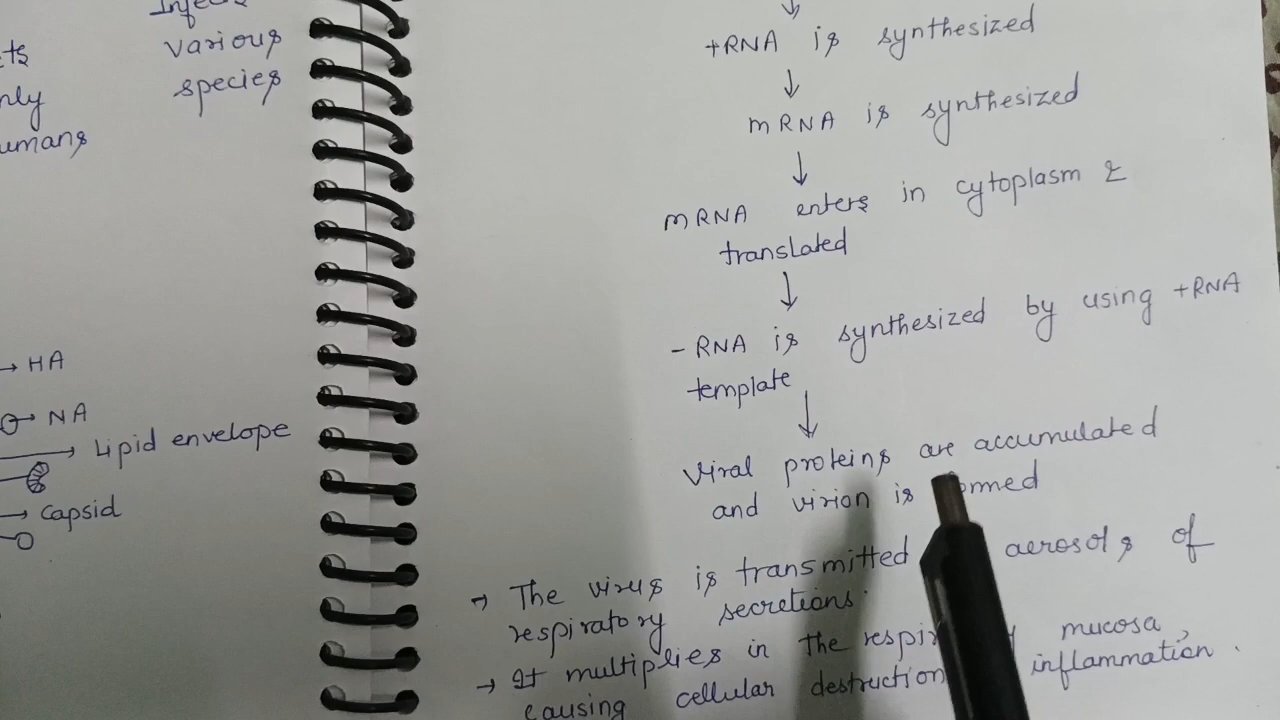 various
species
HA
NA
Lipid envelope
Capsid
+RNA is synthesized
mRNA is synthesized
mRNA enters in cytoplasm &
translated
-RNA is synthesized by using +RNA
template
Viral proteins are accumulated
and virion is
→ The virus is transmitted aerosols of
respiratory secretions.
→ It multiplies in the mucosa,
causing cellular destruction inflammation.